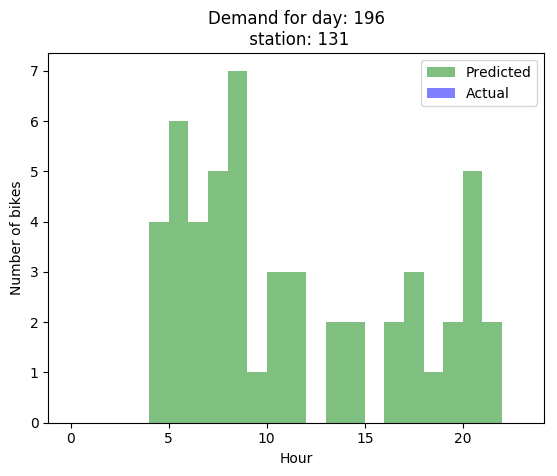 Demand for day: 196
station: 131
Predicted
Actual
Number of bikes
7
6
5
4
3
2
1
0
0 5 10 15 20
Hour